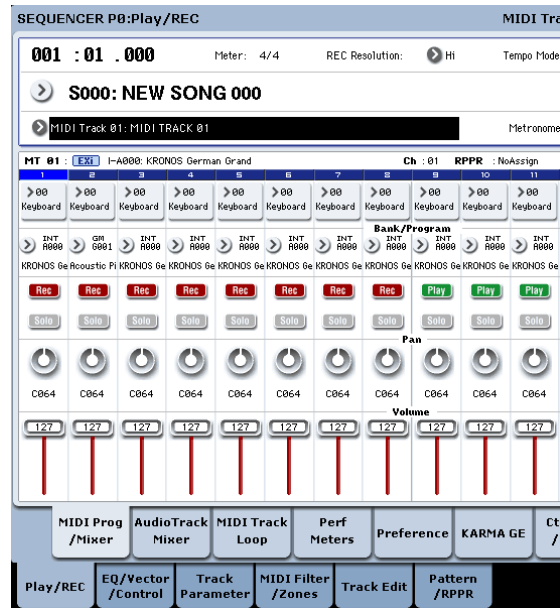 SEQUENCER P0:Play/REC MIDI Tra
001 :01 .000 Meter: 4/4 REC Resolution: Hi Tempo Mode
S000: NEW SONG 000
MIDI Track 01: MIDI TRACK 01 Metronome
MT 01 : EXi I-A000: KRONOS German Grand Ch :01 RPPR :NoAssign
1 2 3 4 5 6 7 8 9 10 11
>00 >00 >00 >00 >00 >00 >00 >00 >00 >00 >00
Keyboard Keyboard Keyboard Keyboard Keyboard Keyboard Keyboard Keyboard Keyboard Keyboard Keyboard
Bank/Program
INT GM INT INT INT INT INT INT INT INT INT
A000 G001 A000 A000 A000 A000 A000 A000 A000 A000 A000
KRONOS Ge Acoustic Pi KRONOS Ge KRONOS Ge KRONOS Ge KRONOS Ge KRONOS Ge KRONOS Ge KRONOS Ge KRONOS Ge KRONOS Ge
Rec Rec Rec Rec Rec Rec Rec Rec Play Play Play
Solo Solo Solo Solo Solo Solo Solo Solo Solo Solo Solo
Pan
C064 C064 C064 C064 C064 C064 C064 C064 C064 C064 C064
Volume
127 127 127 127 127 127 127 127 127 127 127
MIDI Prog AudioTrack MIDI Track Perf Preference KARMA GE Ct
/Mixer Mixer Loop Meters /
Play/REC EQ/Vector Track MIDI Filter Track Edit Pattern
/Control Parameter /Zones /RPPR